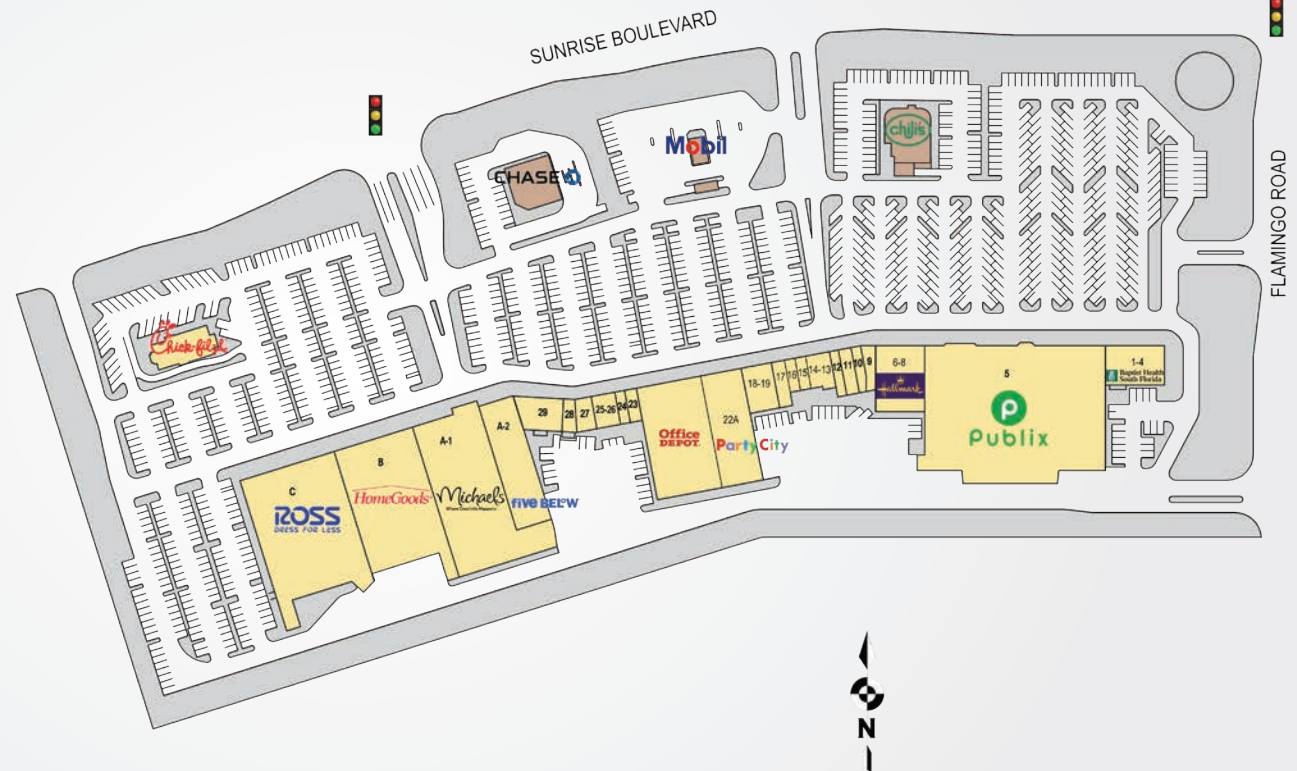 SUNRISE BOULEVARD
FLAMINGO ROAD
chili's
Mobil
CHASE
Chick-fil-A
1-4
Baptist Health
South Florida
6-8
Hallmark
5
Publix
9
10
11
12
14-13
15
16
17
18-19
22A
Party City
Office
DEPOT
23
24
25-26
27
28
29
A-2
five BELOW
A-1
Michaels
B
HomeGoods
C
ROSS
DRESS FOR LESS
N